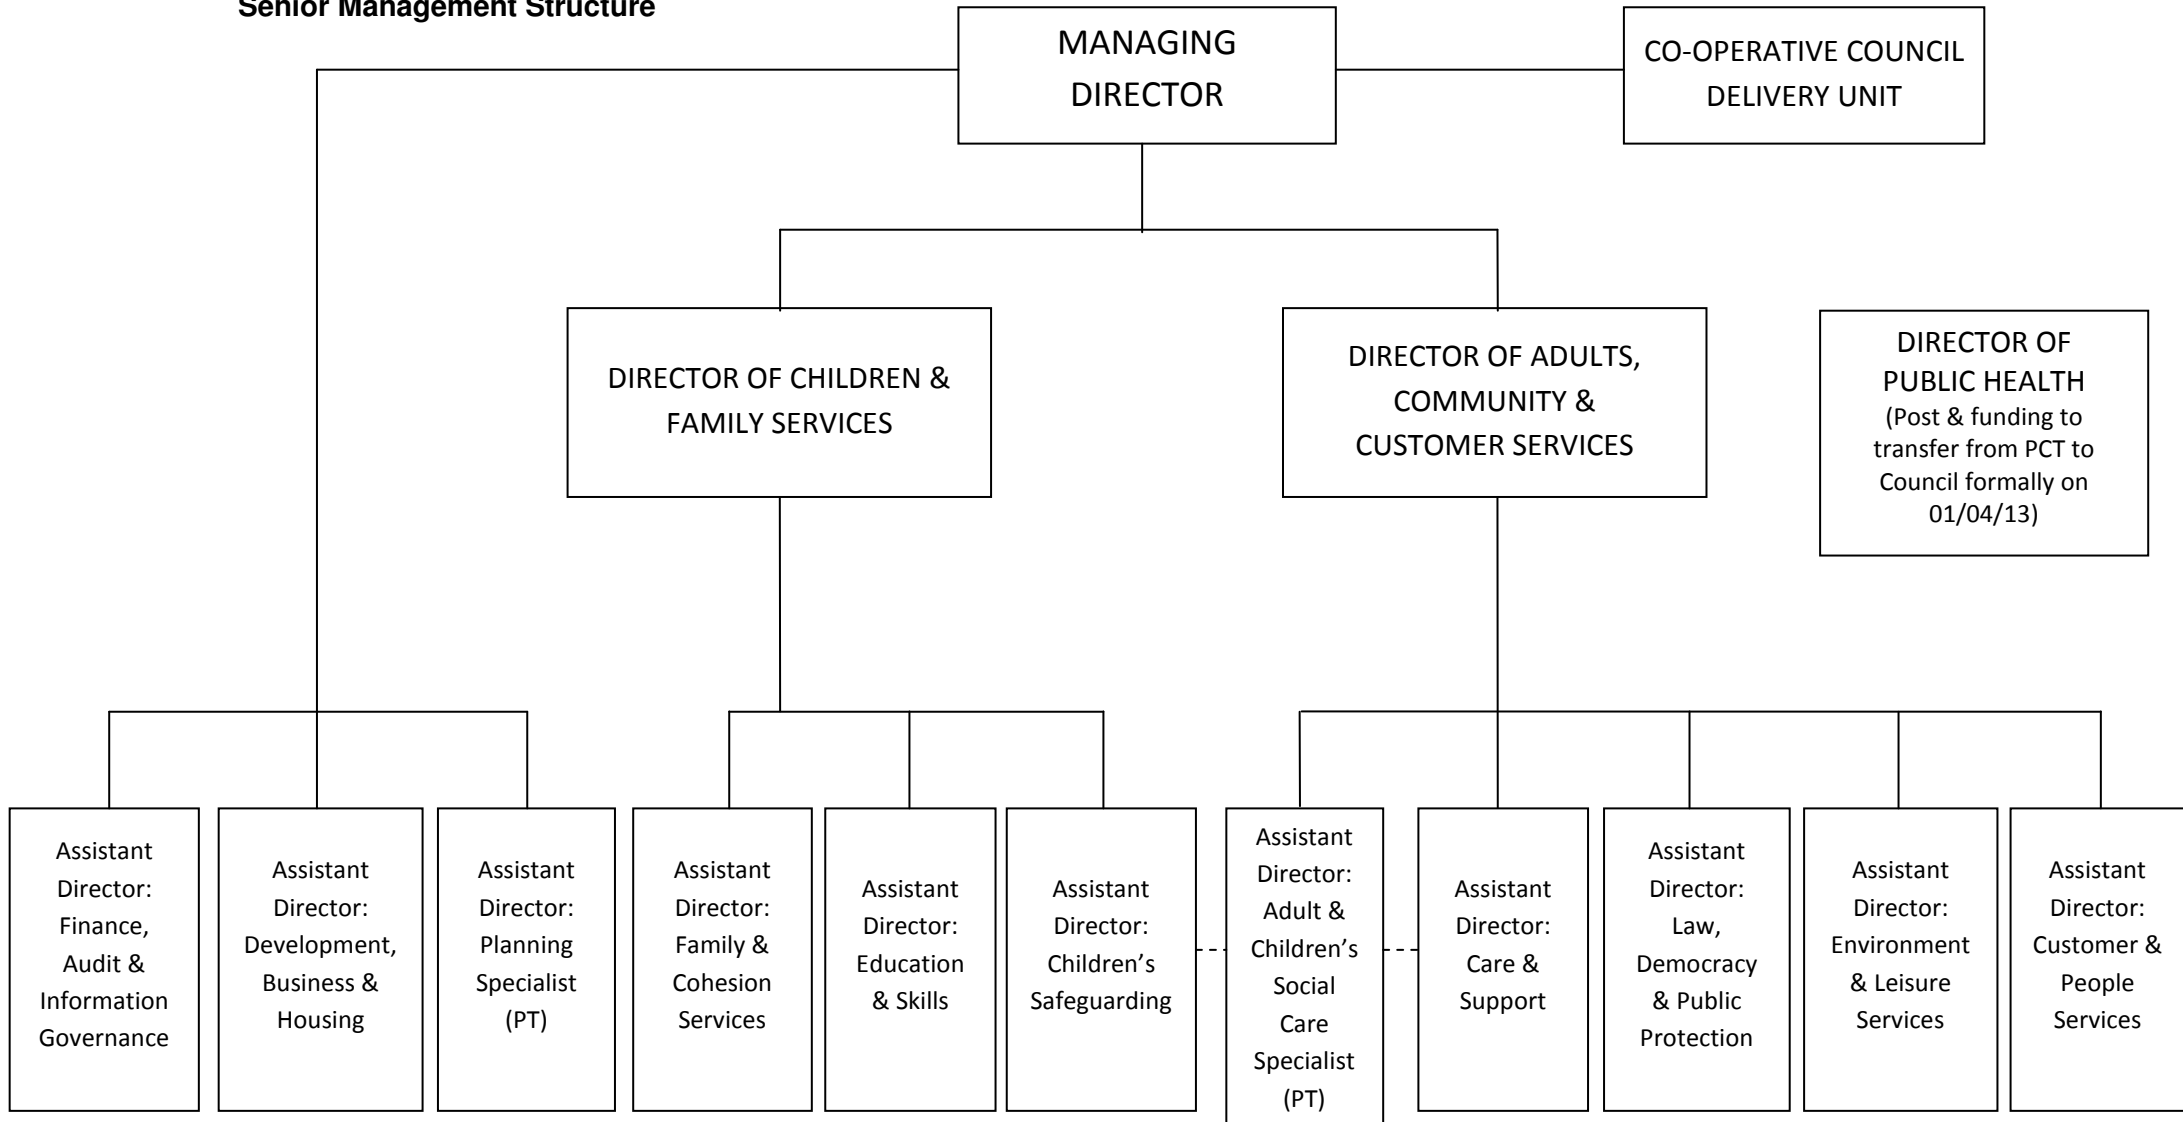 Senior Management Structure
MANAGING
DIRECTOR
CO-OPERATIVE COUNCIL
DELIVERY UNIT
DIRECTOR OF CHILDREN &
FAMILY SERVICES
DIRECTOR OF ADULTS,
COMMUNITY &
CUSTOMER SERVICES
DIRECTOR OF
PUBLIC HEALTH
(Post & funding to
transfer from PCT to
Council formally on
01/04/13)
Assistant
Director:
Finance,
Audit &
Information
Governance
Assistant
Director:
Development,
Business &
Housing
Assistant
Director:
Planning
Specialist
(PT)
Assistant
Director:
Family &
Cohesion
Services
Assistant
Director:
Education
& Skills
Assistant
Director:
Children’s
Safeguarding
Assistant
Director:
Adult &
Children’s
Social
Care
Specialist
(PT)
Assistant
Director:
Care &
Support
Assistant
Director:
Law,
Democracy
& Public
Protection
Assistant
Director:
Environment
& Leisure
Services
Assistant
Director:
Customer &
People
Services